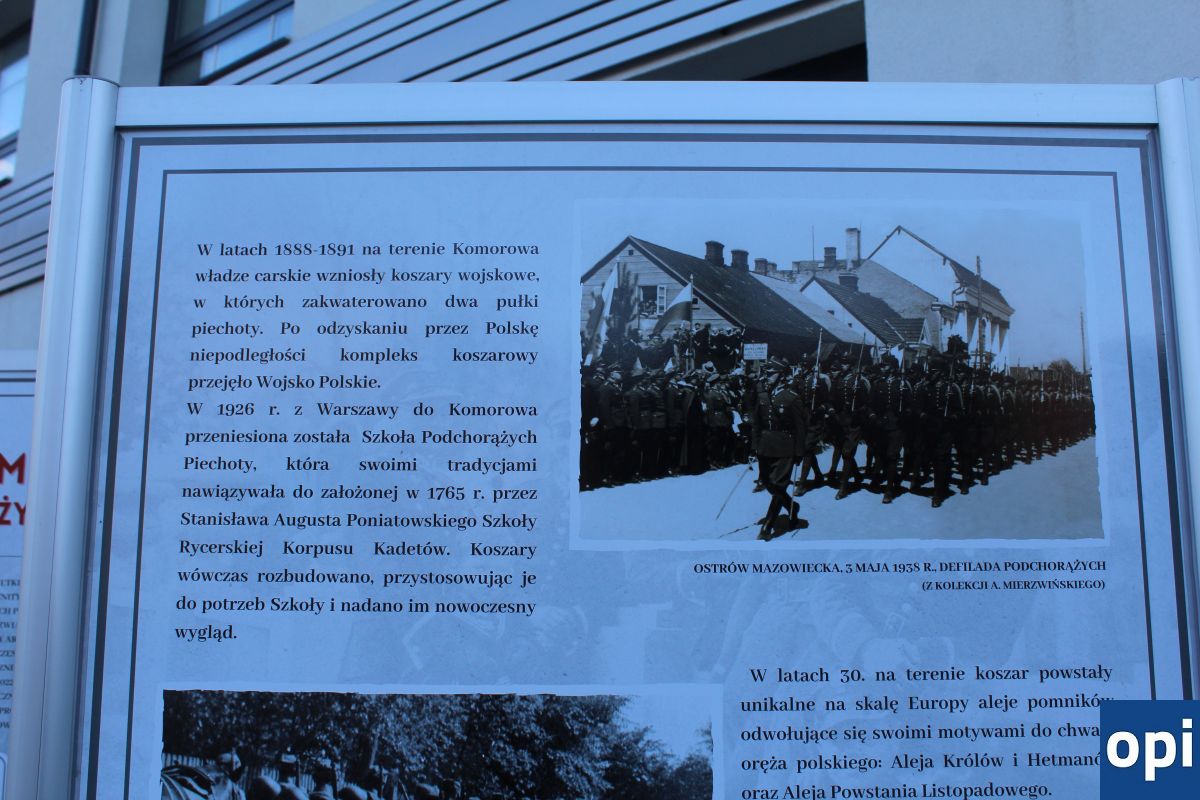 W latach 1888-1891 na terenie Komorowa
władze carskie wzniosły koszary wojskowe,
w których zakwaterowano dwa pułki
piechoty. Po odzyskaniu przez Polskę
niepodległości kompleks koszarowy
przejęło Wojsko Polskie.
W 1926 r. z Warszawy do Komorowa
przeniesiona została Szkoła Podchorążych
Piechoty, która swoimi tradycjami
nawiązywała do założonej w 1765 r. przez
Stanisława Augusta Poniatowskiego Szkoły
Rycerskiej Korpusu Kadetów. Koszary
wówczas rozbudowano, przystosowując je
do potrzeb Szkoły i nadano im nowoczesny
wygląd.
OSTRÓW MAZOWIECKA, 3 MAJA 1938 R., DEFILADA PODCHORĄŻYCH
(Z KOLEKCJI A. MIERZWIŃSKIEGO)
W latach 30. na terenie koszar powstały
unikalne na skalę Europy aleje pomników
odwołujące się swoimi motywami do
oręża polskiego: Aleja Królów i
oraz Aleja Powstania Listopadowego.
opi